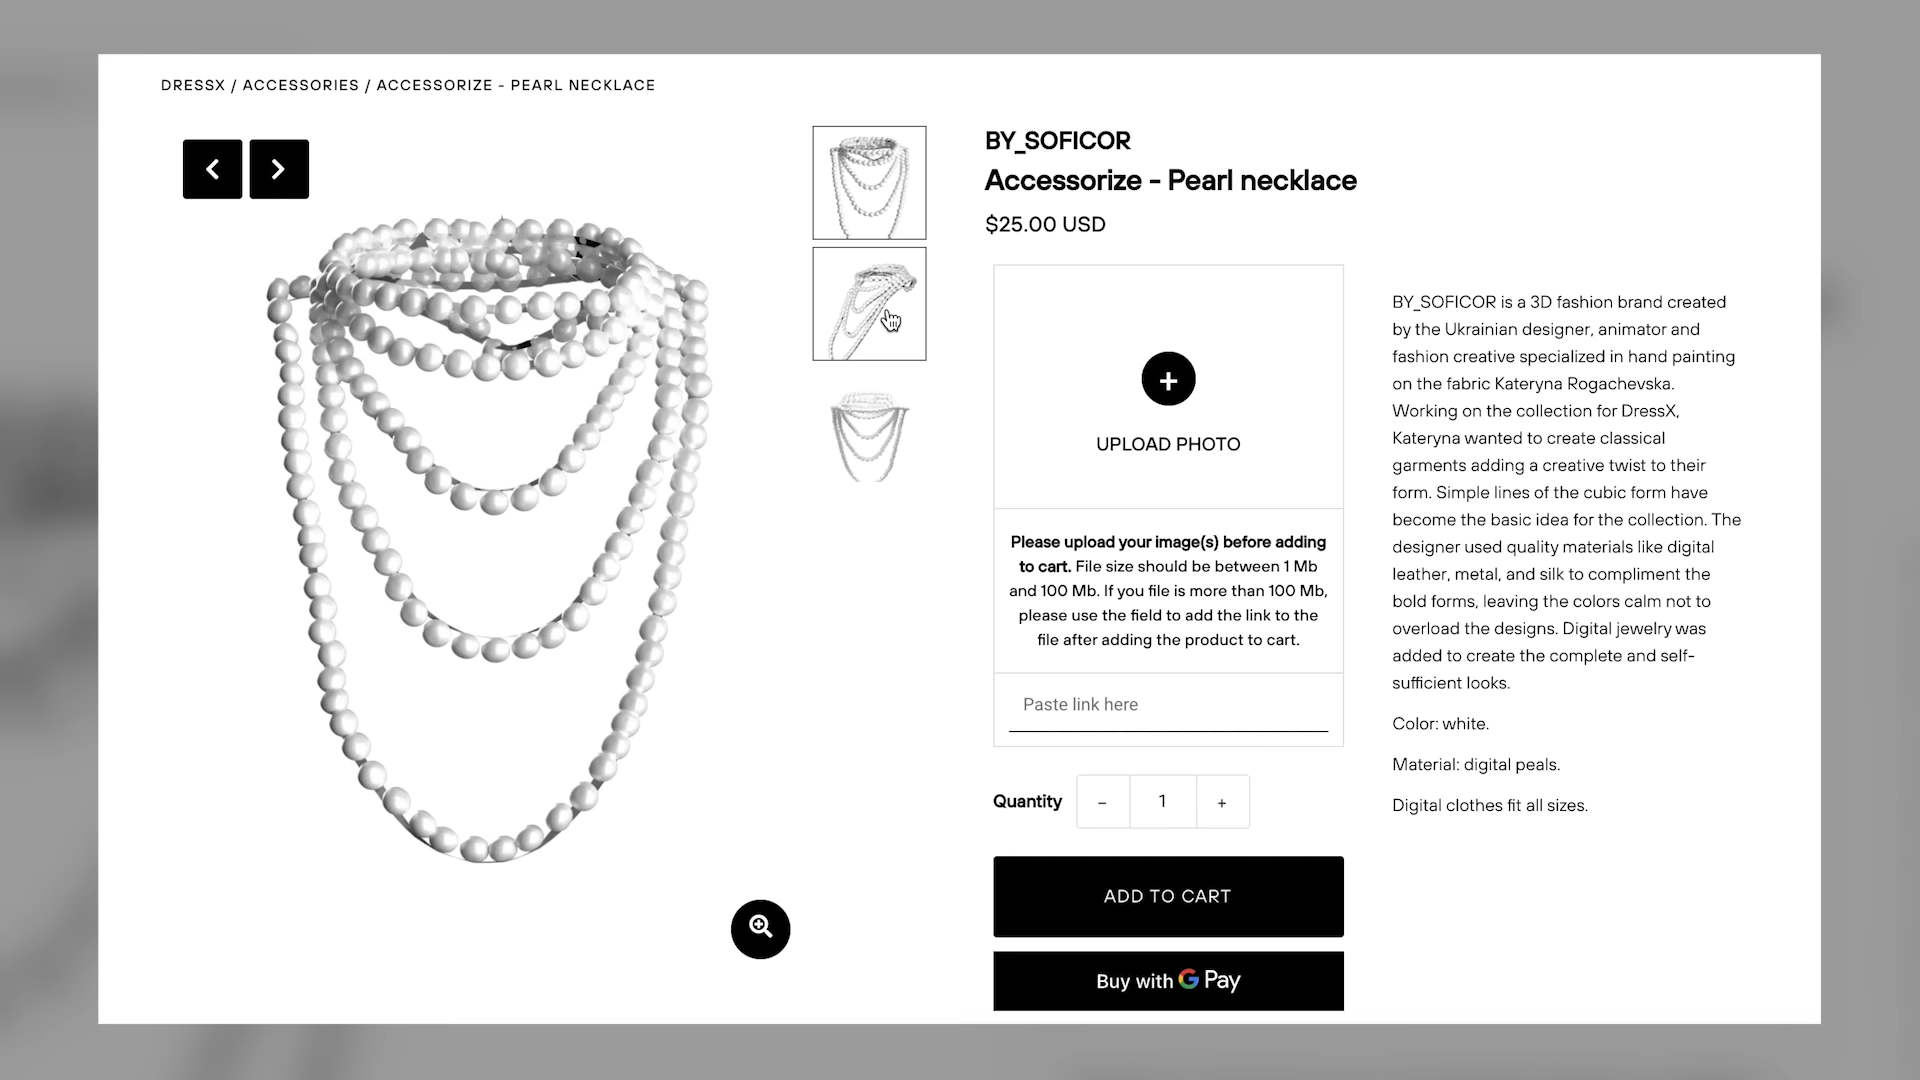 DRESSX / ACCESSORIES / ACCESSORIZE - PEARL NECKLACE
BY_SOFICOR
Accessorize - Pearl necklace
$25.00 USD
UPLOAD PHOTO
Please upload your image(s) before adding
to cart. File size should be between 1 Mb
and 100 Mb. If you file is more than 100 Mb,
please use the field to add the link to the
file after adding the product to cart.
Paste link here
Quantity - 1 +
ADD TO CART
Buy with G Pay
BY_SOFICOR is a 3D fashion brand created
by the Ukrainian designer, animator and
fashion creative specialized in hand painting
on the fabric Kateryna Rogachevska.
Working on the collection for DressX,
Kateryna wanted to create classical
garments adding a creative twist to their
form. Simple lines of the cubic form have
become the basic idea for the collection. The
designer used quality materials like digital
leather, metal, and silk to compliment the
bold forms, leaving the colors calm not to
overload the designs. Digital jewelry was
added to create the complete and self-
sufficient looks.
Color: white.
Material: digital peals.
Digital clothes fit all sizes.